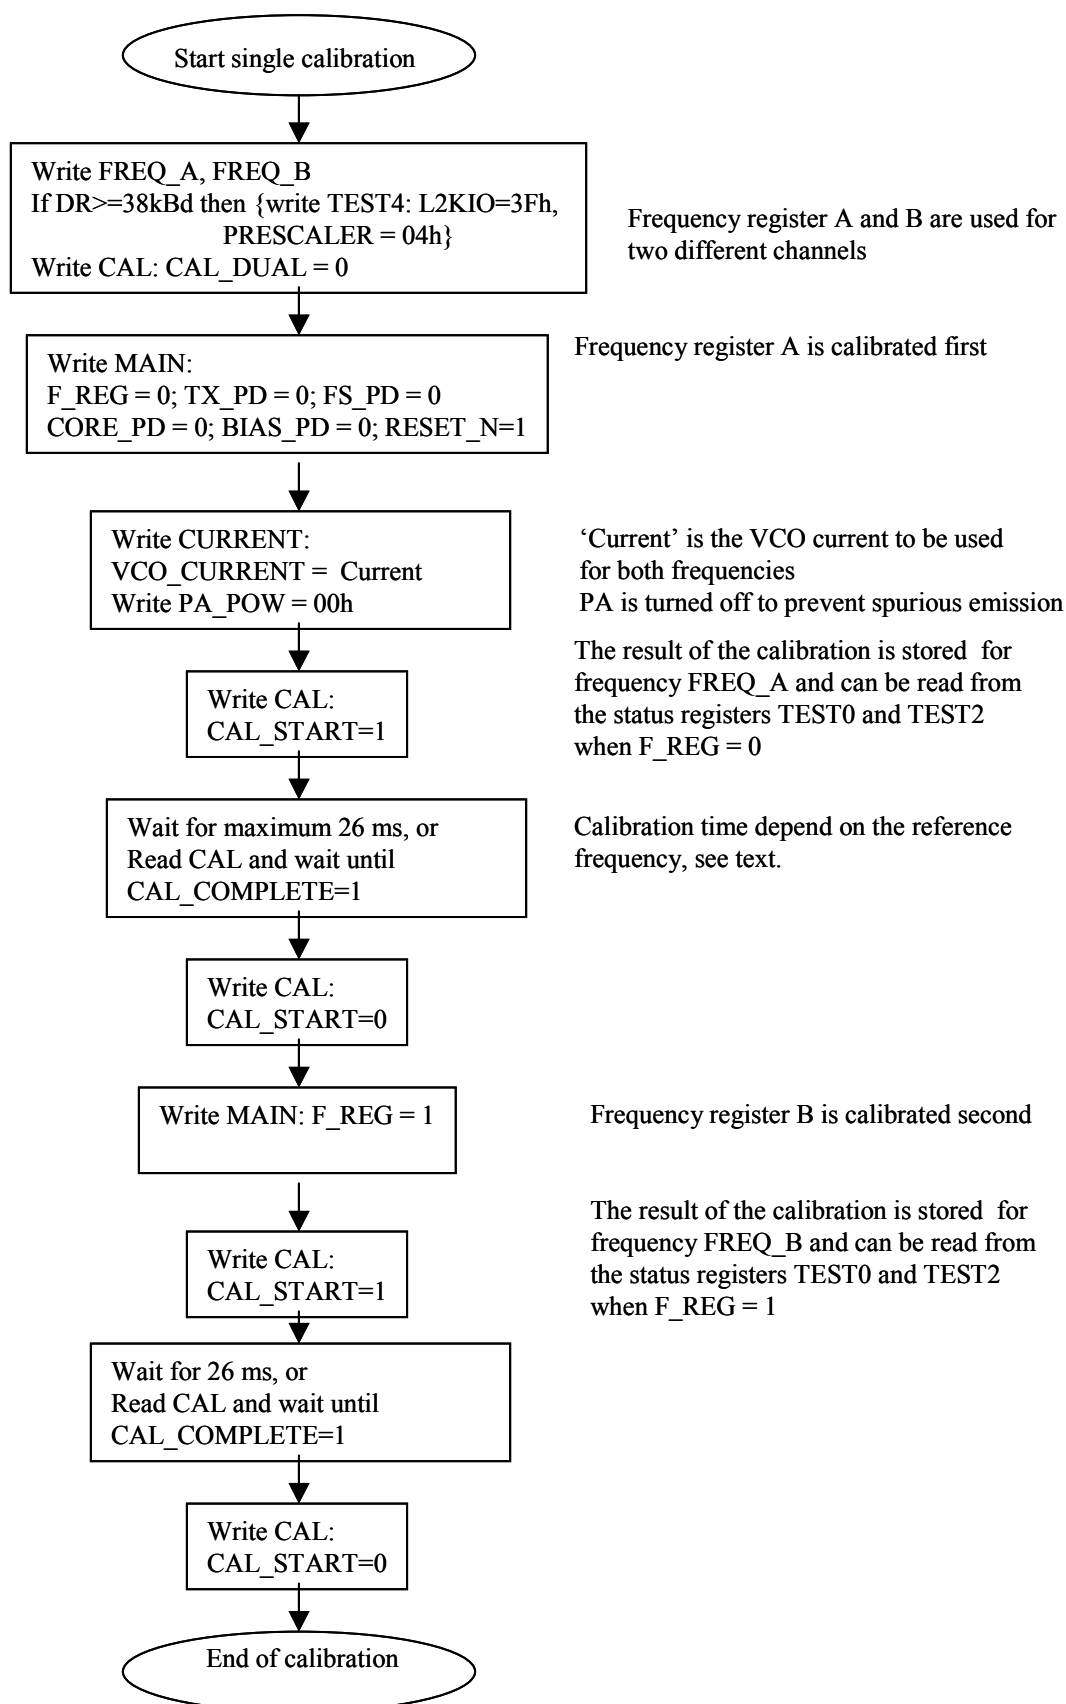 Start single calibration
Write FREQ_A, FREQ_B
If DR>=38kBd then {write TEST4: L2KIO=3Fh,
PRESCALER = 04h}
Write CAL: CAL_DUAL = 0
Frequency register A and B are used for
two different channels
Write MAIN:
F_REG = 0; TX_PD = 0; FS_PD = 0
CORE_PD = 0; BIAS_PD = 0; RESET_N=1
Frequency register A is calibrated first
Write CURRENT:
VCO_CURRENT = Current
Write PA_POW = 00h
‘Current’ is the VCO current to be used
for both frequencies
PA is turned off to prevent spurious emission
Write CAL:
CAL_START=1
The result of the calibration is stored for
frequency FREQ_A and can be read from
the status registers TEST0 and TEST2
when F_REG = 0
Wait for maximum 26 ms, or
Read CAL and wait until
CAL_COMPLETE=1
Calibration time depend on the reference
frequency, see text.
Write CAL:
CAL_START=0
Write MAIN: F_REG = 1
Frequency register B is calibrated second
Write CAL:
CAL_START=1
The result of the calibration is stored for
frequency FREQ_B and can be read from
the status registers TEST0 and TEST2
when F_REG = 1
Wait for 26 ms, or
Read CAL and wait until
CAL_COMPLETE=1
Write CAL:
CAL_START=0
End of calibration